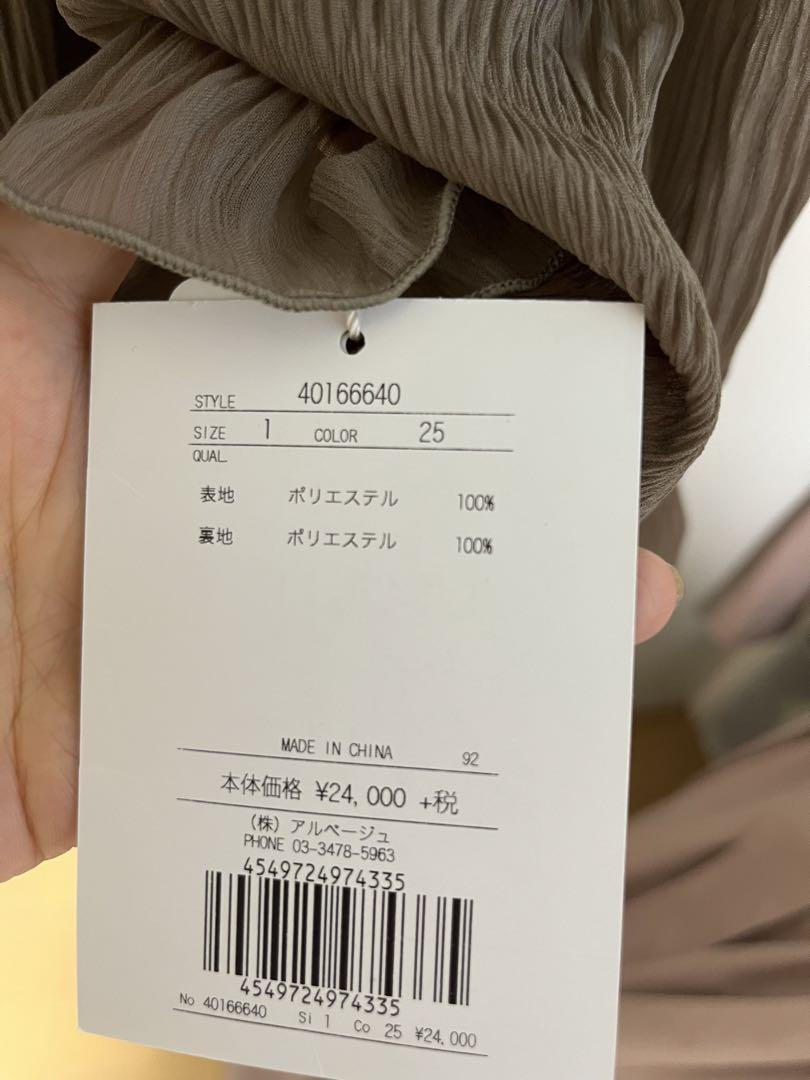 STYLE 40166640
SIZE 1 COLOR 25
QUAL
表地 ポリエステル 100%
裏地 ポリエステル 100%
MADE IN CHINA 92
本体価格 ¥24,000 +税
(株) アルページュ
PHONE 03-3478-5963
4549724974335
4549724974335
No 40166640 Si 1 Co 25 ¥24,000